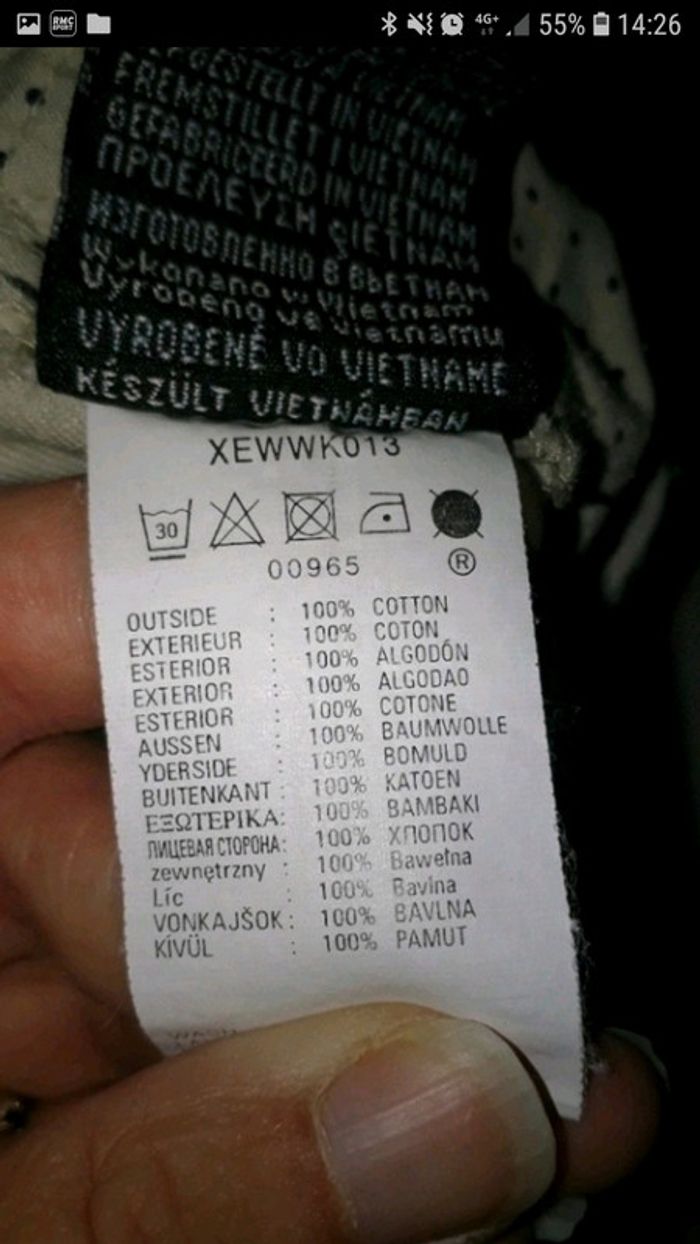 55% 14:26
4G+
RMC SPORT
FREMSTILLET I VIETNAM
GEFABRICEERD IN VIETNAM
ΠΡΟΕΛΕΥΣΗ
ИЗГОТОВЛЕННО В ВЬЕТНАМ
Wykonano w Wietnam
Vyrobeno ve Vietnamu
VYROBENÉ VO VIETNAME
KÉSZÜLT VIETNÁMBAN
XEWWK013
30
00965 ®
OUTSIDE : 100% COTTON
EXTERIEUR : 100% COTON
ESTERIOR : 100% ALGODÓN
EXTERIOR : 100% ALGODAO
ESTERIOR : 100% COTONE
AUSSEN : 100% BAUMWOLLE
YDERSIDE : 100% BOMULD
BUITENKANT : 100% KATOEN
ΕΞΩΤΕΡΙΚΑ: 100% BAMBAKI
ЛИЦЕВАЯ СТОРОНА: 100% ХЛОПОК
zewnętrzny : 100% Bawełna
Líc : 100% Bavlna
VONKAJŠOK : 100% BAVLNA
KÍVÜL : 100% PAMUT